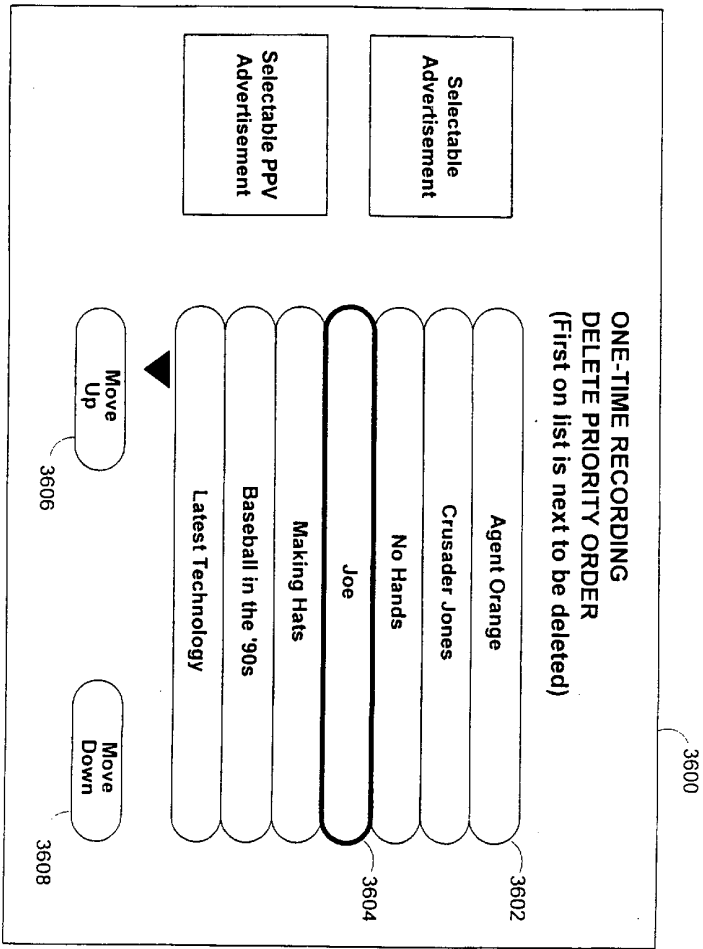 3600
ONE-TIME RECORDING
DELETE PRIORITY ORDER
(First on list is next to be deleted)
Selectable
Advertisement
Selectable PPV
Advertisement
Agent Orange
3602
Crusader Jones
No Hands
Joe
3604
Making Hats
Baseball in the '90s
Latest Technology
Move
Up
3606
Move
Down
3608